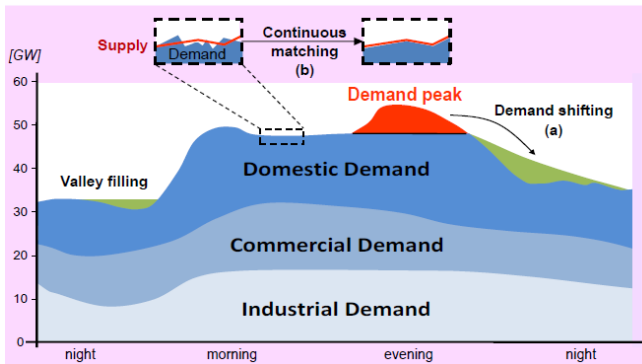 Continuous
matching
(b)
Supply
Demand
[GW]
60
50
40
30
20
10
0
Demand peak
Demand shifting
(a)
Valley filling
Domestic Demand
Commercial Demand
Industrial Demand
night
morning
evening
night